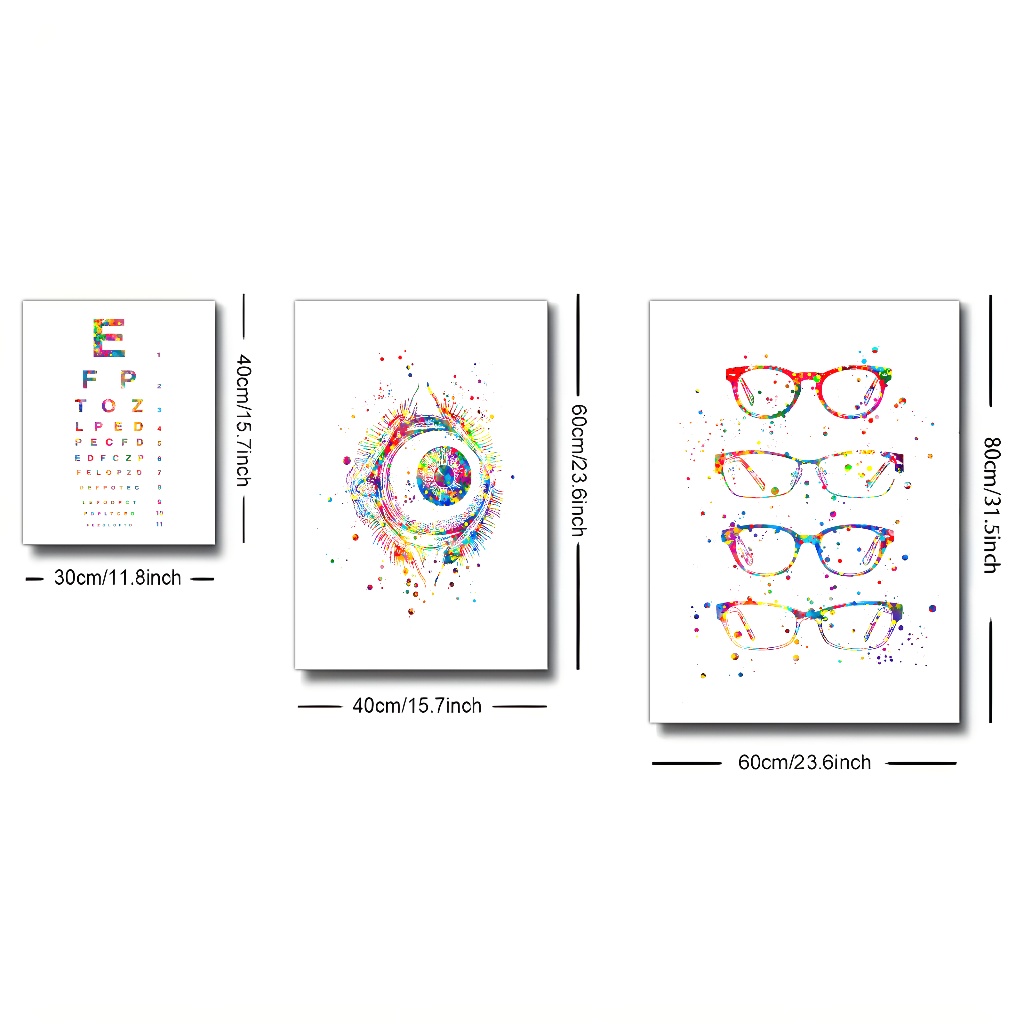 E 1
F P 2
T O Z 3
L P E D 4
P E C F D 5
E D F C Z P 6
F E L O P Z D 7
D E F P O T E C 8
L E F O D P C T 9
10
11
40cm/15.7inch
30cm/11.8inch
60cm/23.6inch
40cm/15.7inch
80cm/31.5inch
60cm/23.6inch